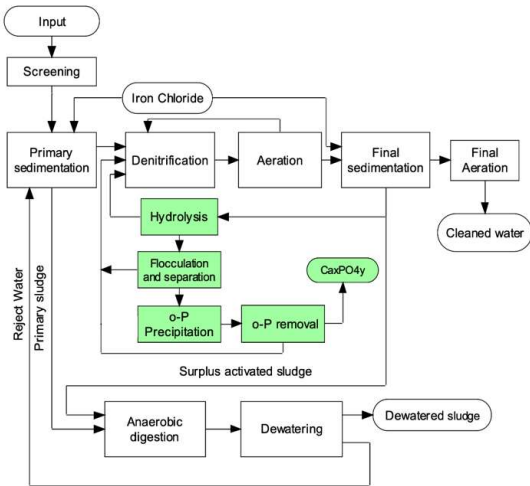 Input
Screening
Iron Chloride
Primary
sedimentation
Denitrification
Aeration
Final
sedimentation
Final
Aeration
Cleaned water
Hydrolysis
Flocculation
and separation
CaxPO4y
o-P
Precipitation
o-P removal
Reject Water
Primary sludge
Surplus activated sludge
Anaerobic
digestion
Dewatering
Dewatered sludge